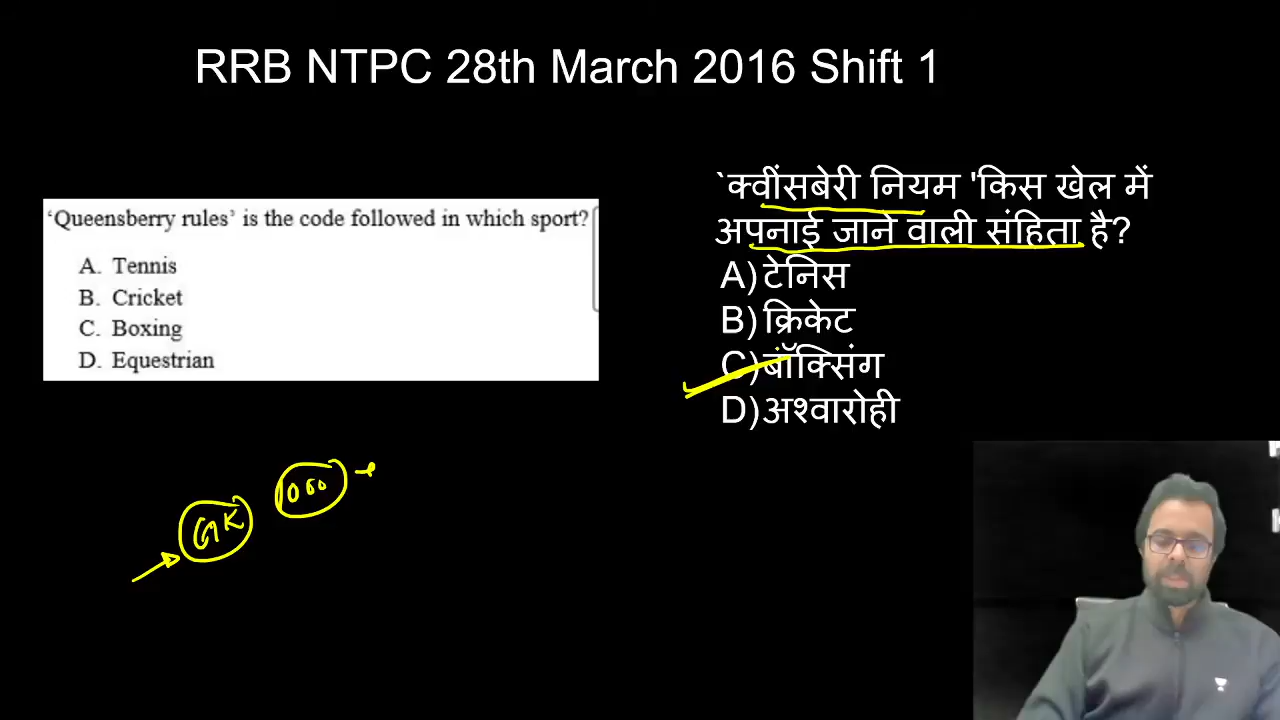 RRB NTPC 28th March 2016 Shift 1
‘Queensberry rules’ is the code followed in which sport?
A. Tennis
B. Cricket
C. Boxing
D. Equestrian
`क्वींसबेरी नियम 'किस खेल में
अपनाई जाने वाली संहिता है?
A)टेनिस
B)क्रिकेट
C)बॉक्सिंग
D)अश्वारोही
GK